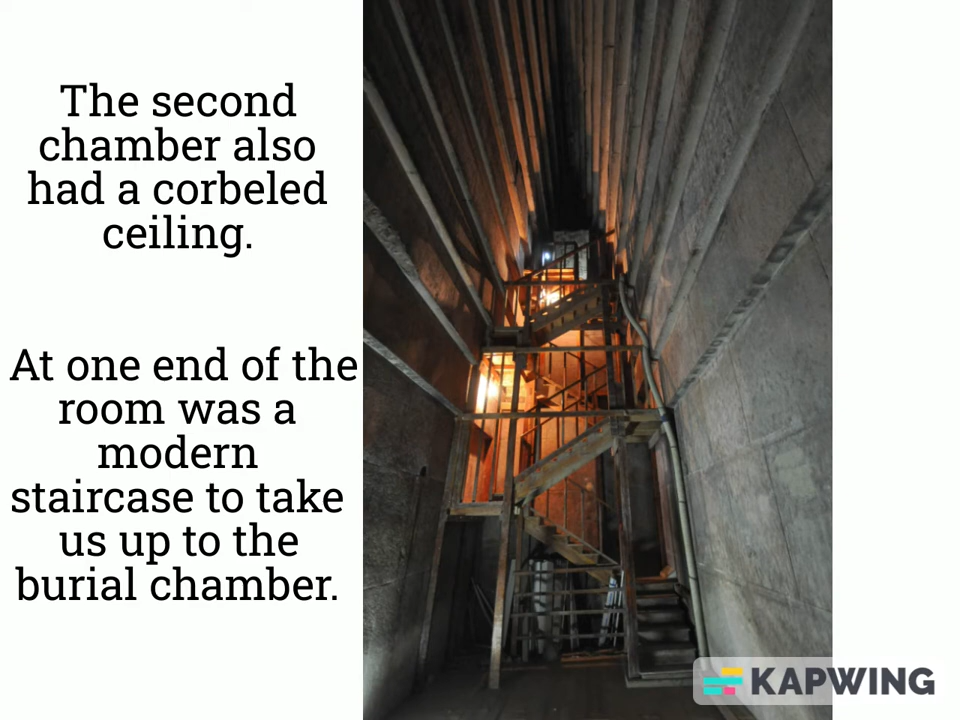 The second
chamber also
had a corbeled
ceiling.
At one end of the
room was a
modern
staircase to take
us up to the
burial chamber.
KAPWING